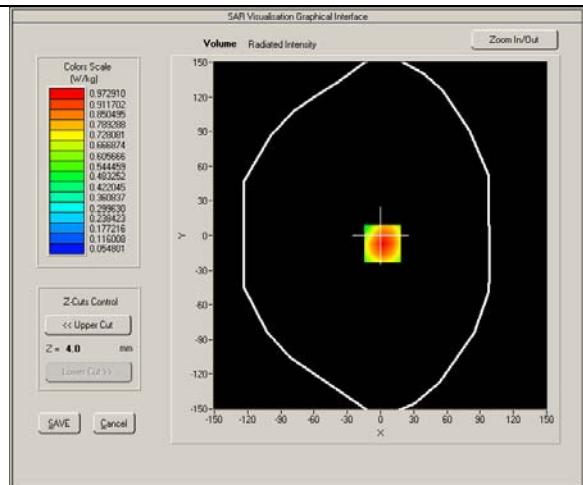 SAR Visualisation Graphical Interface
Volume Radiated Intensity
Zoom In/Out
Colors Scale
(W/kg)
0.972910
0.911702
0.850495
0.789288
0.728081
0.666874
0.605666
0.544459
0.483252
0.422045
0.360837
0.299630
0.238423
0.177216
0.116008
0.054801
Z-Cuts Control
<< Upper Cut
Z = 4.0 mm
Lower Cut >>
SAVE Cancel
150
120
90
60
30
0
-30
-60
-90
-120
-150
Y
-150 -120 -90 -60 -30 0 30 60 90 120 150
X